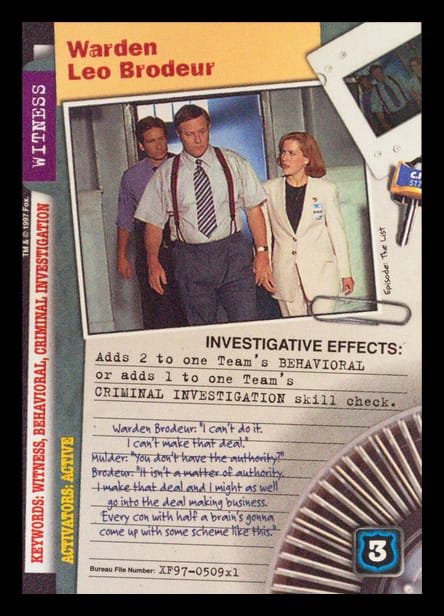 Warden
Leo Brodeur
WITNESS
TM & © 1997 Fox.
KEYWORDS: WITNESS, BEHAVIORAL, CRIMINAL INVESTIGATION
ACTIVATORS: ACTIVE
Episode: The List
INVESTIGATIVE EFFECTS:
Adds 2 to one Team's BEHAVIORAL
or adds 1 to one Team's
CRIMINAL INVESTIGATION skill check.
Warden Brodeur: "I can't do it.
I can't make that deal."
Mulder: "You don't have the authority?"
Brodeur: "It isn't a matter of authority.
I make that deal and I might as well
go into the deal making business.
Every con with half a brain's gonna
come up with some scheme like this."
3
Bureau File Number: XF97-0509x1